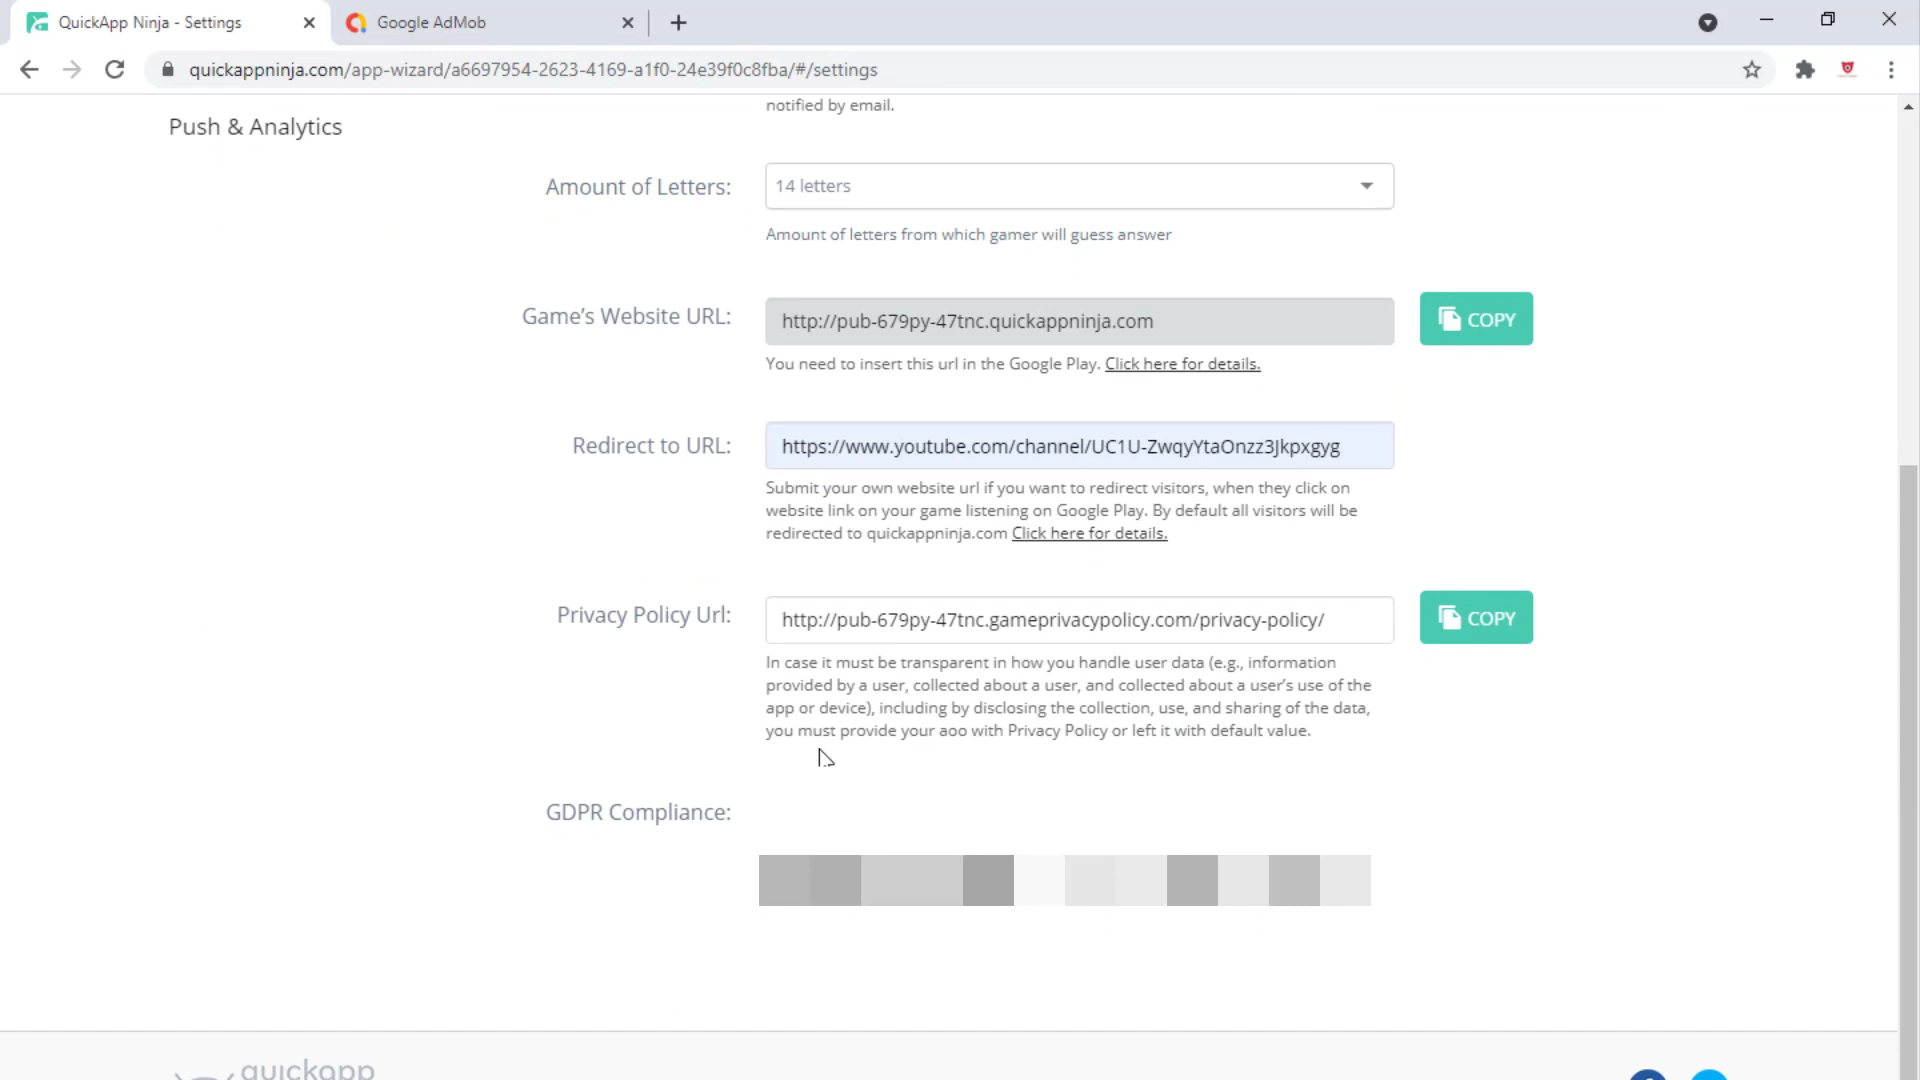 QuickApp Ninja - Settings
Google AdMob
quickappninja.com/app-wizard/a6697954-2623-4169-a1f0-24e39f0c8fba/#/settings
notified by email.
Push & Analytics
Amount of Letters:
14 letters
Amount of letters from which gamer will guess answer
Game's Website URL:
http://pub-679py-47tnc.quickappninja.com
COPY
You need to insert this url in the Google Play. Click here for details.
Redirect to URL:
https://www.youtube.com/channel/UC1U-ZwqyYtaOnzz3Jkpxgyg
Submit your own website url if you want to redirect visitors, when they click on
website link on your game listening on Google Play. By default all visitors will be
redirected to quickappninja.com Click here for details.
Privacy Policy Url:
http://pub-679py-47tnc.gameprivacypolicy.com/privacy-policy/
COPY
In case it must be transparent in how you handle user data (e.g., information
provided by a user, collected about a user, and collected about a user's use of the
app or device), including by disclosing the collection, use, and sharing of the data,
you must provide your aoo with Privacy Policy or left it with default value.
GDPR Compliance:
quickapp